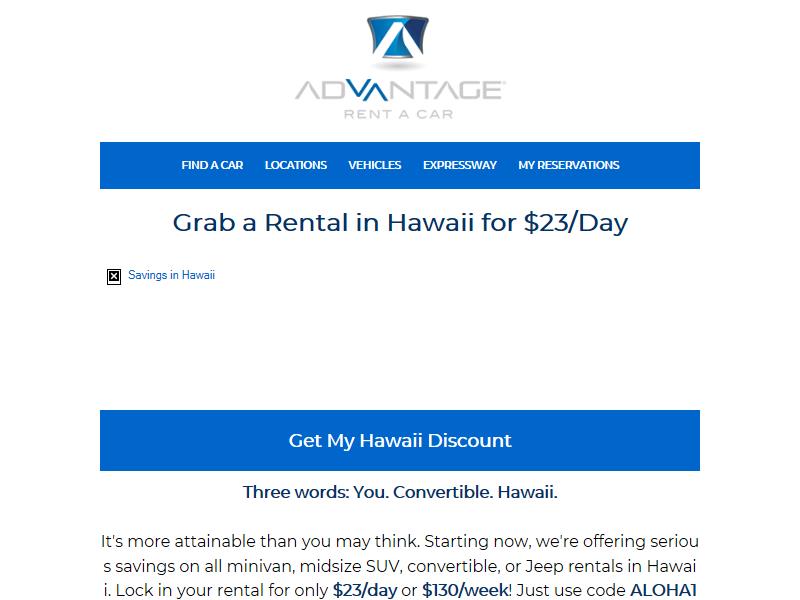 ADVANTAGE
RENT A CAR
FIND A CAR LOCATIONS VEHICLES EXPRESSWAY MY RESERVATIONS
Grab a Rental in Hawaii for $23/Day
Savings in Hawaii
Get My Hawaii Discount
Three words: You. Convertible. Hawaii.
It's more attainable than you may think. Starting now, we're offering seriou
s savings on all minivan, midsize SUV, convertible, or Jeep rentals in Hawai
i. Lock in your rental for only $23/day or $130/week! Just use code ALOHA1